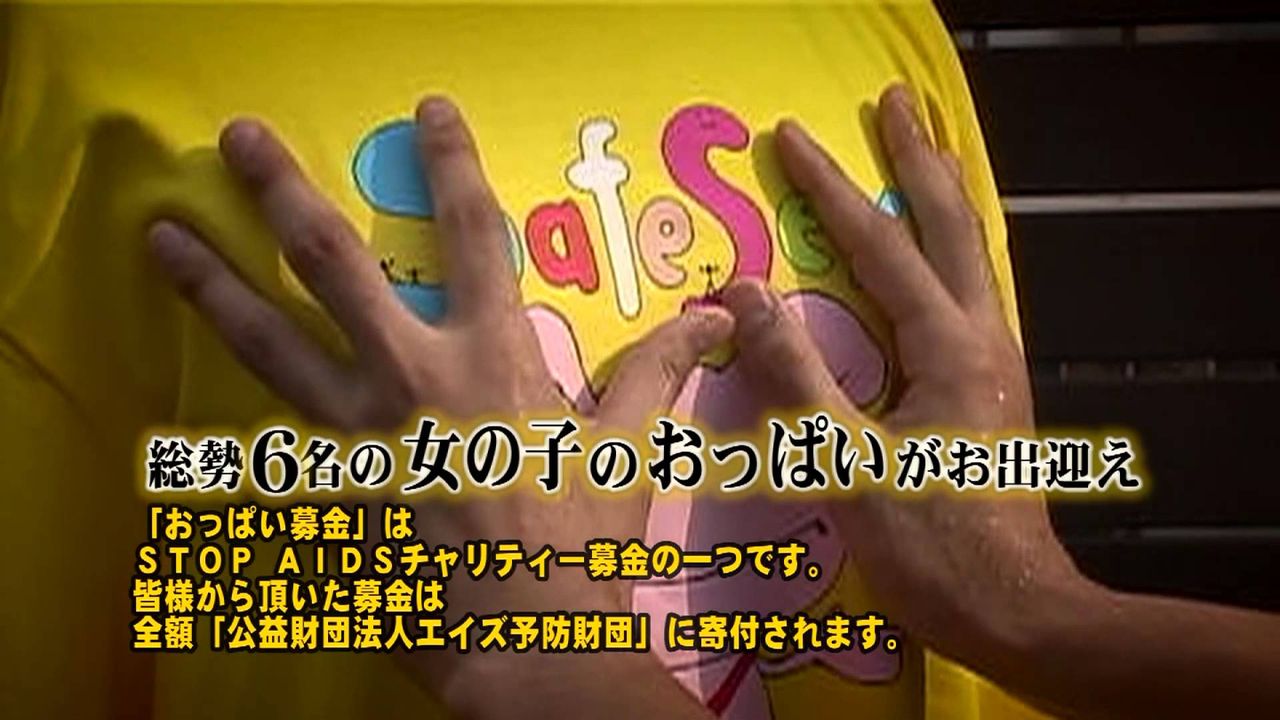 Safe Sex
総勢6名の女の子のおっぱいがお出迎え
「おっぱい募金」は
ＳＴＯＰ ＡＩＤＳチャリティー募金の一つです。
皆様から頂いた募金は
全額「公益財団法人エイズ予防財団」に寄付されます。